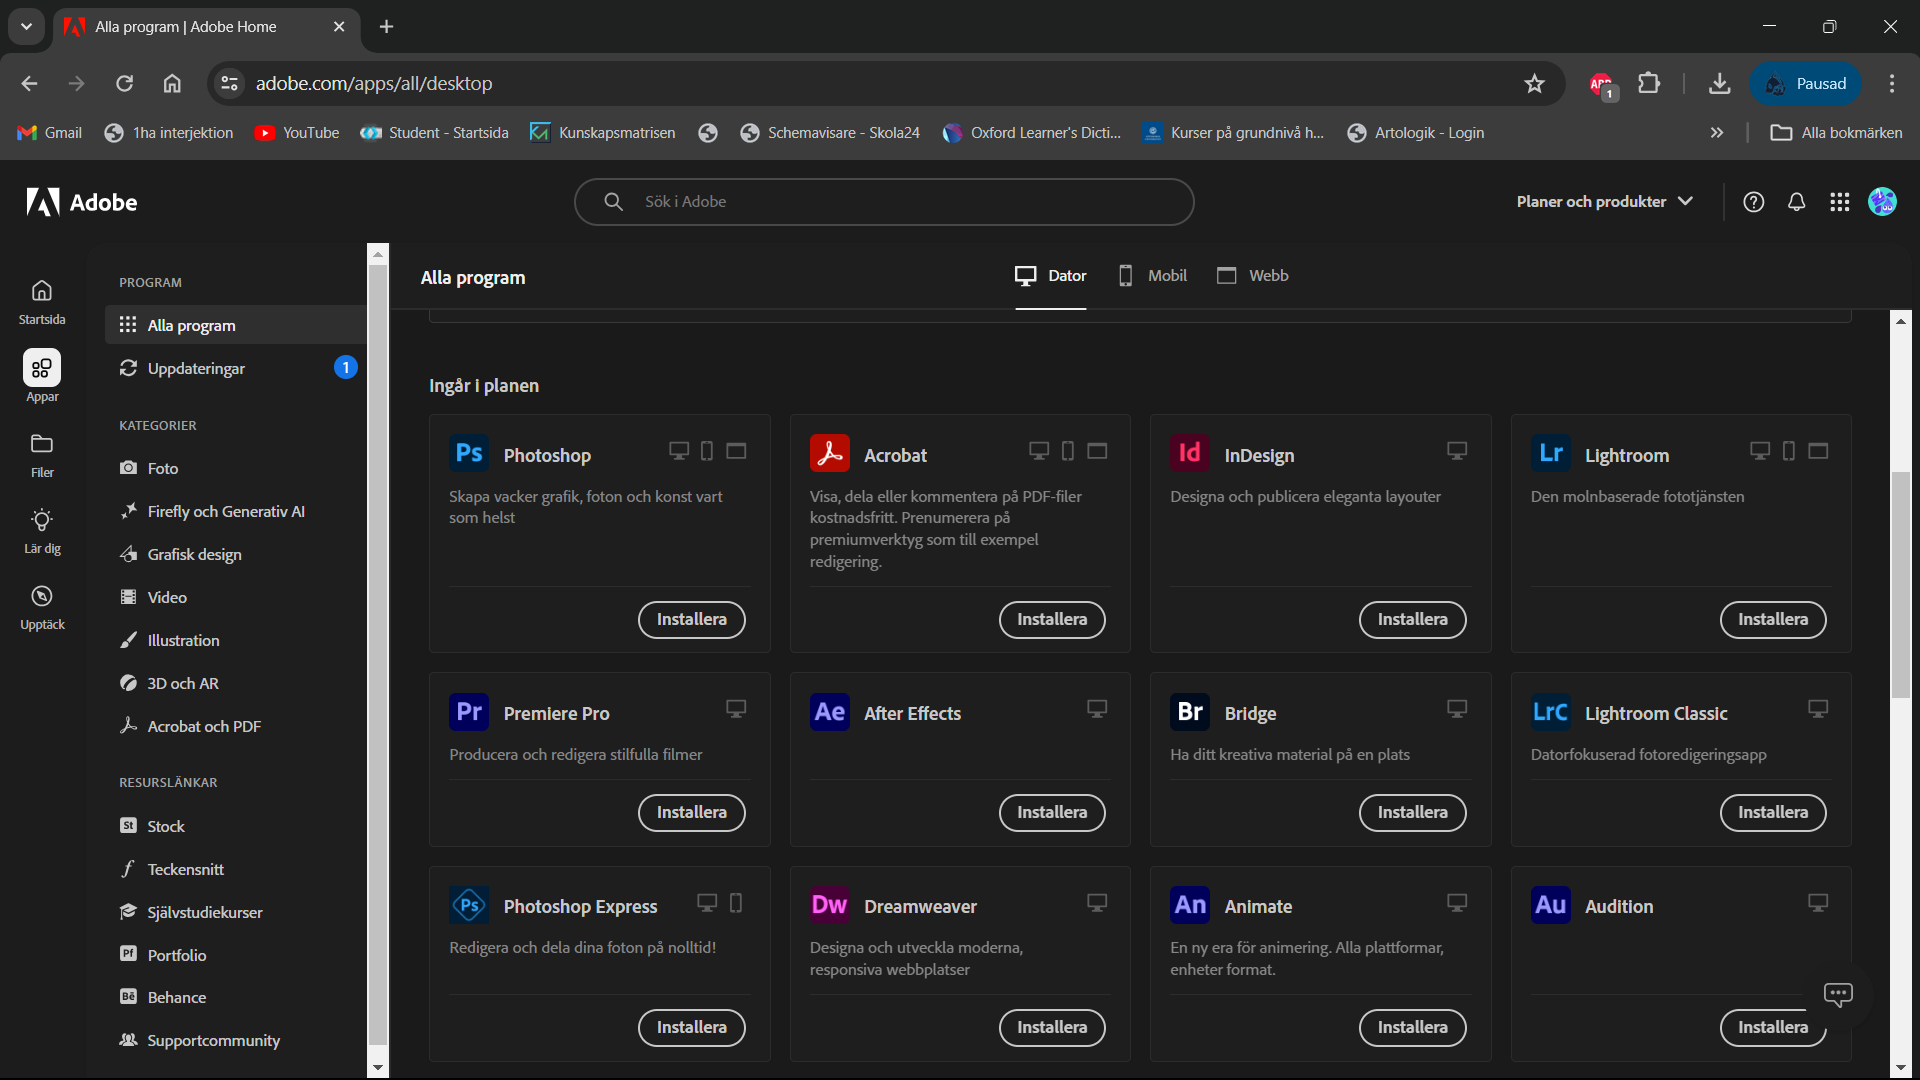 Alla program | Adobe Home
adobe.com/apps/all/desktop
ABP
1
Pausad
Gmail
1ha interjektion
YouTube
Student - Startsida
Kunskapsmatrisen
Schemavisare - Skola24
Oxford Learner's Dicti...
Kurser på grundnivå h...
Artologik - Login
Alla bokmärken
Adobe
Sök i Adobe
Planer och produkter
Startsida
Appar
Filer
Lär dig
Upptäck
PROGRAM
Alla program
Uppdateringar
1
KATEGORIER
Foto
Firefly och Generativ AI
Grafisk design
Video
Illustration
3D och AR
Acrobat och PDF
RESURSLÄNKAR
St Stock
Teckensnitt
Självstudiekurser
Pf Portfolio
Bē Behance
Supportcommunity
Alla program
Dator
Mobil
Webb
Ingår i planen
Ps Photoshop
Skapa vacker grafik, foton och konst vart
som helst
Installera
Acrobat
Visa, dela eller kommentera på PDF-filer
kostnadsfritt. Prenumerera på
premiumverktyg som till exempel
redigering.
Installera
Id InDesign
Designa och publicera eleganta layouter
Installera
Lr Lightroom
Den molnbaserade fototjänsten
Installera
Pr Premiere Pro
Producera och redigera stilfulla filmer
Installera
Ae After Effects
Installera
Br Bridge
Ha ditt kreativa material på en plats
Installera
LrC Lightroom Classic
Datorfokuserad fotoredigeringsapp
Installera
Ps Photoshop Express
Redigera och dela dina foton på nolltid!
Installera
Dw Dreamweaver
Designa och utveckla moderna,
responsiva webbplatser
Installera
An Animate
En ny era för animering. Alla plattformar,
enheter format.
Installera
Au Audition
Installera